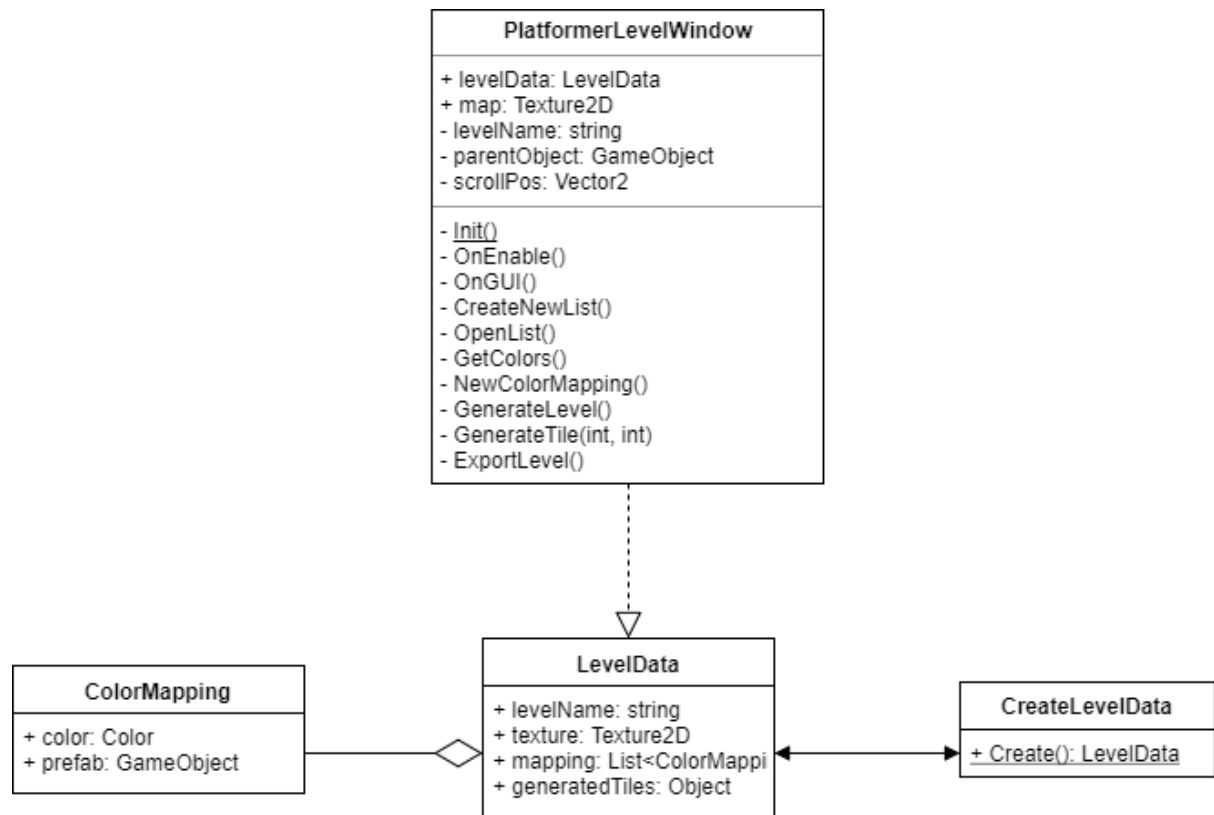 PlatformerLevelWindow
+ levelData: LevelData
+ map: Texture2D
- levelName: string
- parentObject: GameObject
- scrollPos: Vector2
- Init()
- OnEnable()
- OnGUI()
- CreateNewList()
- OpenList()
- GetColors()
- NewColorMapping()
- GenerateLevel()
- GenerateTile(int, int)
- ExportLevel()
ColorMapping
+ color: Color
+ prefab: GameObject
LevelData
+ levelName: string
+ texture: Texture2D
+ mapping: List<ColorMappi
+ generatedTiles: Object
CreateLevelData
+ Create(): LevelData